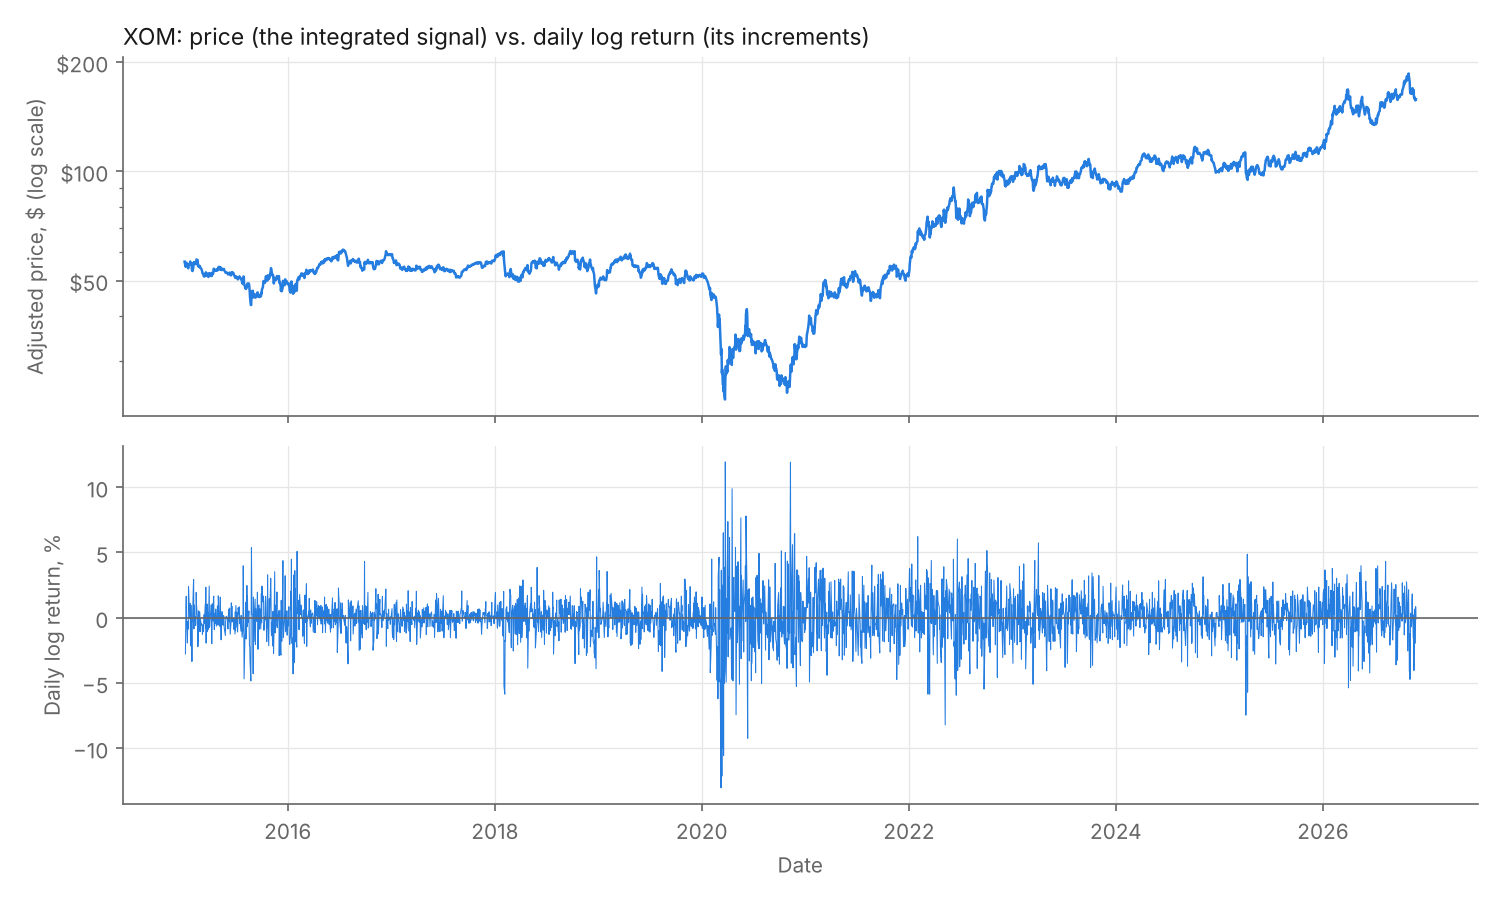 XOM: price (the integrated signal) vs. daily log return (its increments)
Adjusted price, $ (log scale)
$200
$100
$50
Daily log return, %
10
5
0
−5
−10
2016 2018 2020 2022 2024 2026
Date